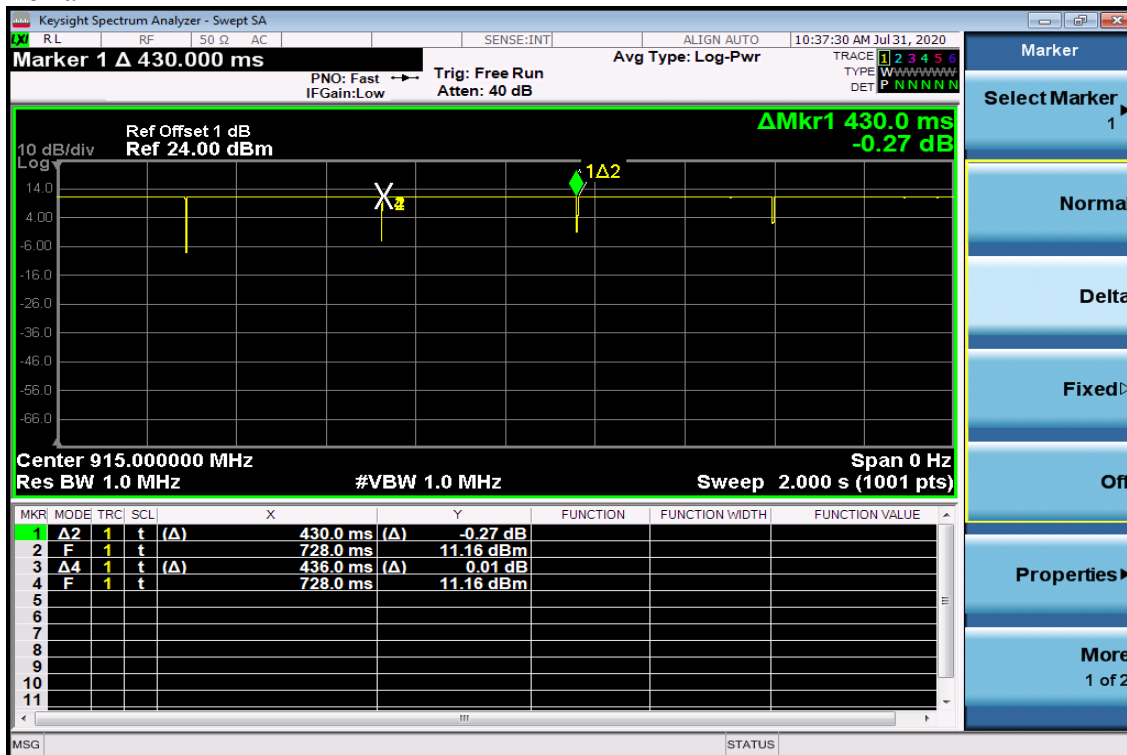 Keysight Spectrum Analyzer - Swept SA
LXI RL RF 50 Ω AC SENSE:INT ALIGN AUTO 10:37:30 AM Jul 31, 2020
Marker 1 Δ 430.000 ms
PNO: Fast
IFGain:Low
Trig: Free Run
Atten: 40 dB
Avg Type: Log-Pwr
TRACE 1 2 3 4 5 6
TYPE WWWWWW
DET P N N N N N
ΔMkr1 430.0 ms
-0.27 dB
Ref Offset 1 dB
10 dB/div Ref 24.00 dBm
Log
14.0
4.00
-6.00
-16.0
-26.0
-36.0
-46.0
-56.0
-66.0
1Δ2
Center 915.000000 MHz Span 0 Hz
Res BW 1.0 MHz #VBW 1.0 MHz Sweep 2.000 s (1001 pts)
MKR MODE TRC SCL X Y FUNCTION FUNCTION WIDTH FUNCTION VALUE
1 Δ2 1 t (Δ) 430.0 ms (Δ) -0.27 dB
2 F 1 t 728.0 ms 11.16 dBm
3 Δ4 1 t (Δ) 436.0 ms (Δ) 0.01 dB
4 F 1 t 728.0 ms 11.16 dBm
5
6
7
8
9
10
11
MSG STATUS
Marker
Select Marker
1
Normal
Delta
Fixed
Off
Properties
More
1 of 2